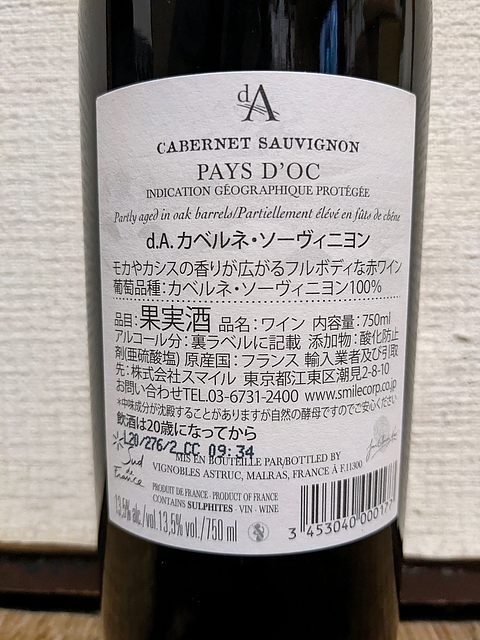 dA
CABERNET SAUVIGNON
PAYS D'OC
INDICATION GÉOGRAPHIQUE PROTÉGÉE
Partly aged in oak barrels/Partiellement élevé en fûts de chêne
d.A. カベルネ・ソーヴィニヨン
モカやカシスの香りが広がるフルボディな赤ワイン
葡萄品種：カベルネ・ソーヴィニヨン100%
品目：果実酒 品名：ワイン 内容量：750ml
アルコール分：裏ラベルに記載 添加物：酸化防止
剤(亜硫酸塩) 原産国：フランス 輸入業者及び引取
先：株式会社スマイル 東京都江東区潮見2-8-10
お問い合わせTEL.03-6731-2400 www.smilecorp.co.jp
*中味成分が沈殿することがありますが自然の酵母ですのでご安心ください
飲酒は20歳になってから
L20/276/2 CC 09:34
MIS EN BOUTEILLE PAR/BOTTLED BY
VIGNOBLES ASTRUC, MALRAS, FRANCE À F.11300
Sud de France
PRODUIT DE FRANCE - PRODUCT OF FRANCE
CONTAINS SULPHITES - VIN - WINE
13,5% alc./vol. 13,5% vol./750 ml
3 453040 000177